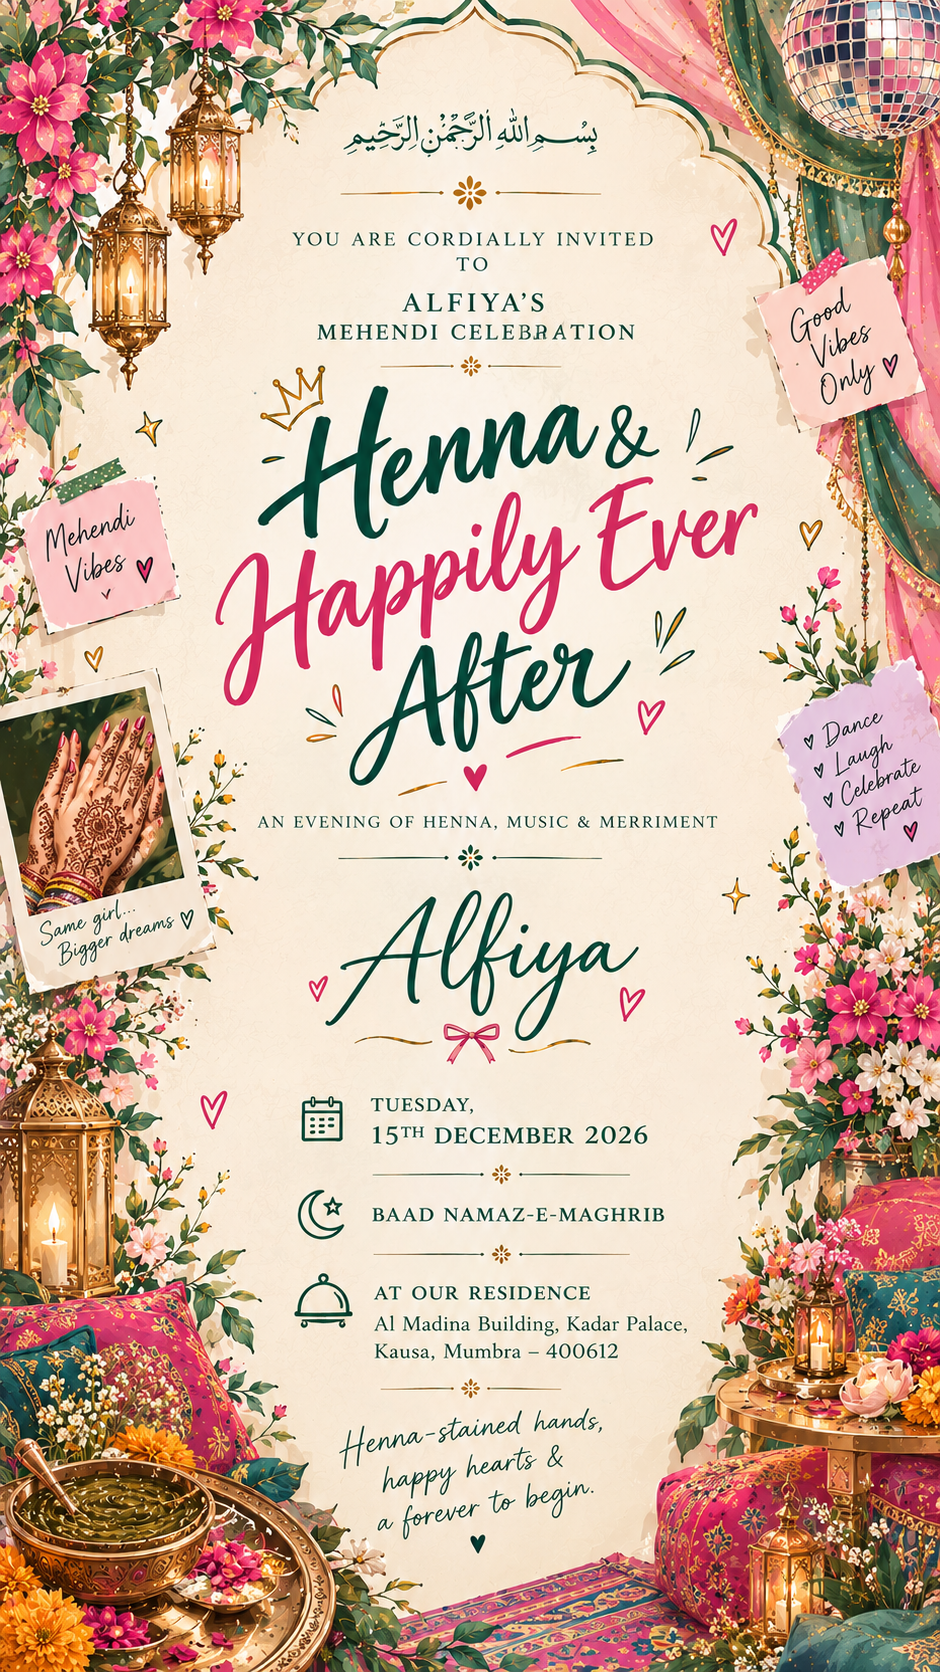 بِسْمِ اللهِ الرَّحْمٰنِ الرَّحِيْمِ
YOU ARE CORDIALLY INVITED
TO
ALFIYA'S
MEHENDI CELEBRATION
Good
Vibes
Only
Henna &
Happily Ever
After
Mehendi
Vibes
Dance
Laugh
Celebrate
Repeat
AN EVENING OF HENNA, MUSIC & MERRIMENT
Same girl...
Bigger dreams
Alfiya
TUESDAY,
15TH DECEMBER 2026
BAAD NAMAZ-E-MAGHRIB
AT OUR RESIDENCE
Al Madina Building, Kadar Palace,
Kausa, Mumbra – 400612
Henna-stained hands,
happy hearts &
a forever to begin.